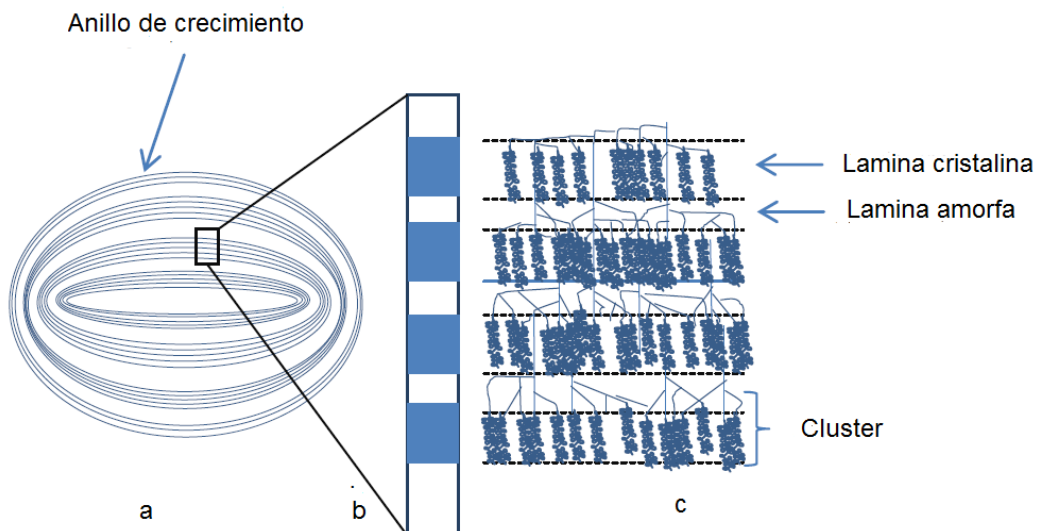 Anillo de crecimiento
Lamina cristalina
Lamina amorfa
Cluster
a
b
c